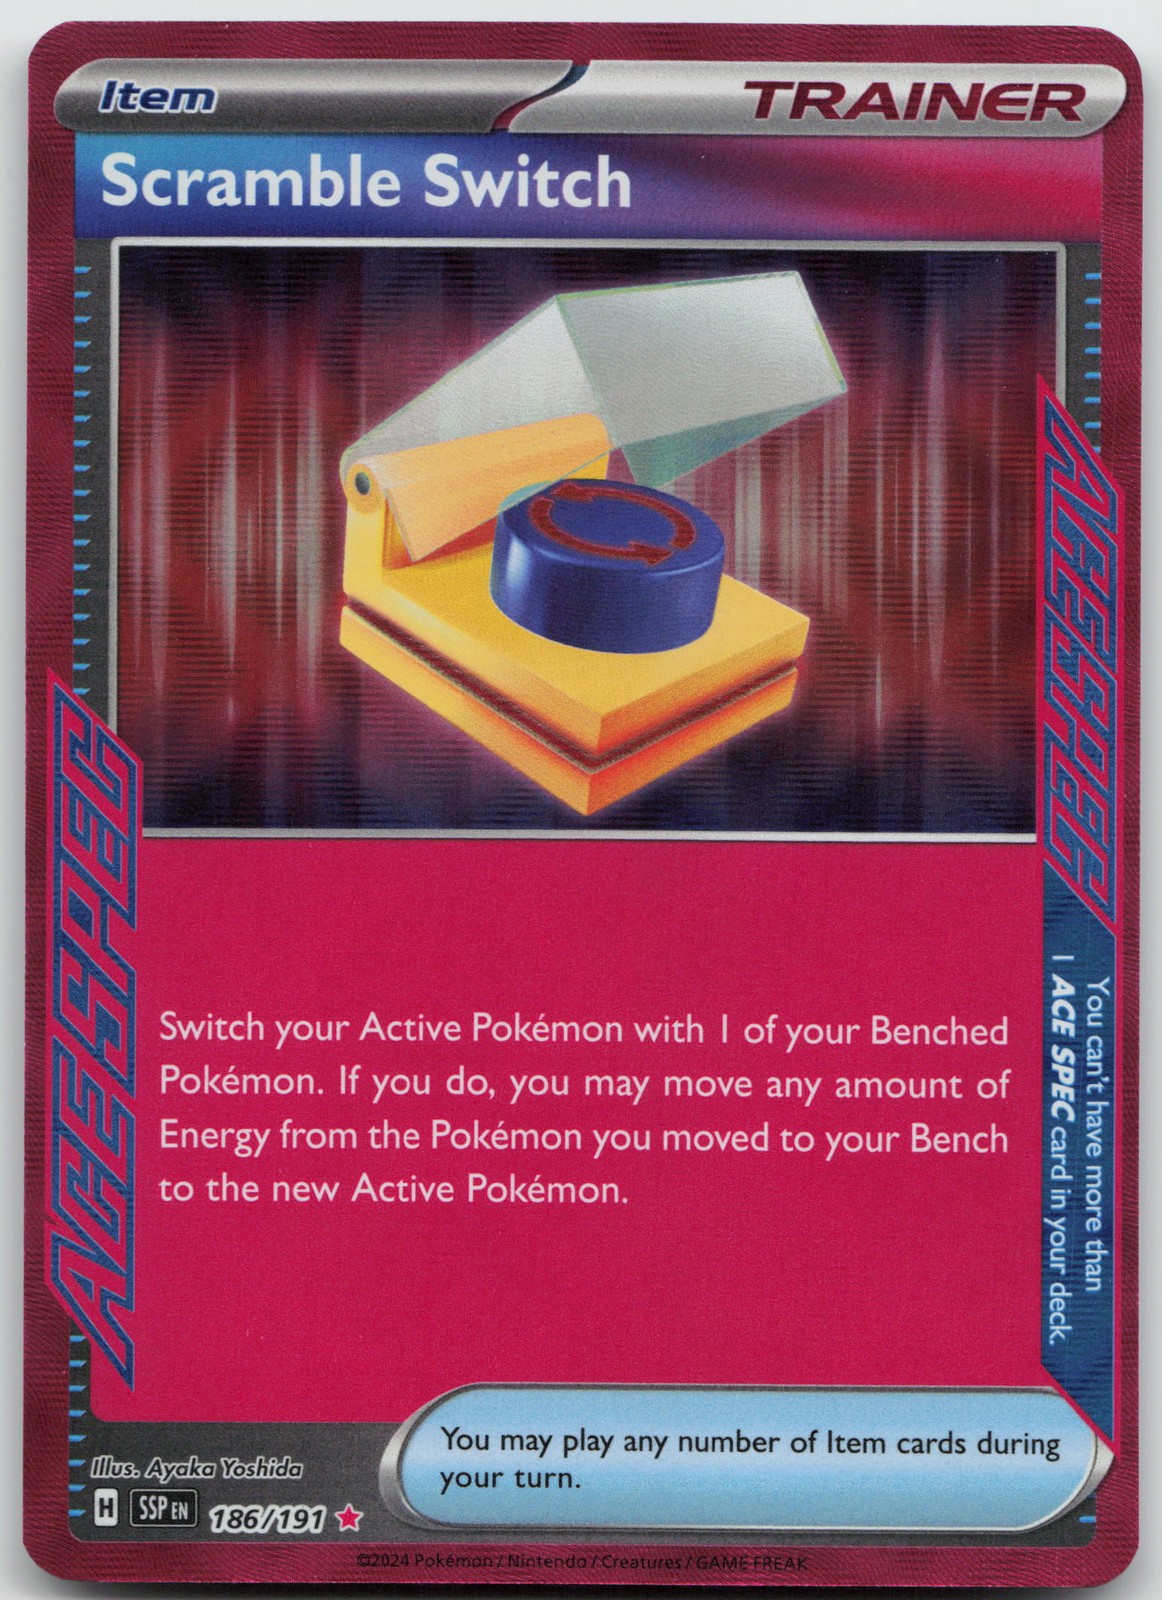 Item
TRAINER
Scramble Switch
ACE SPEC
ACE SPEC
You can't have more than
1 ACE SPEC card in your deck.
Switch your Active Pokémon with 1 of your Benched
Pokémon. If you do, you may move any amount of
Energy from the Pokémon you moved to your Bench
to the new Active Pokémon.
You may play any number of Item cards during
your turn.
Illus. Ayaka Yoshida
H SSP EN 186/191
©2024 Pokémon / Nintendo / Creatures / GAME FREAK